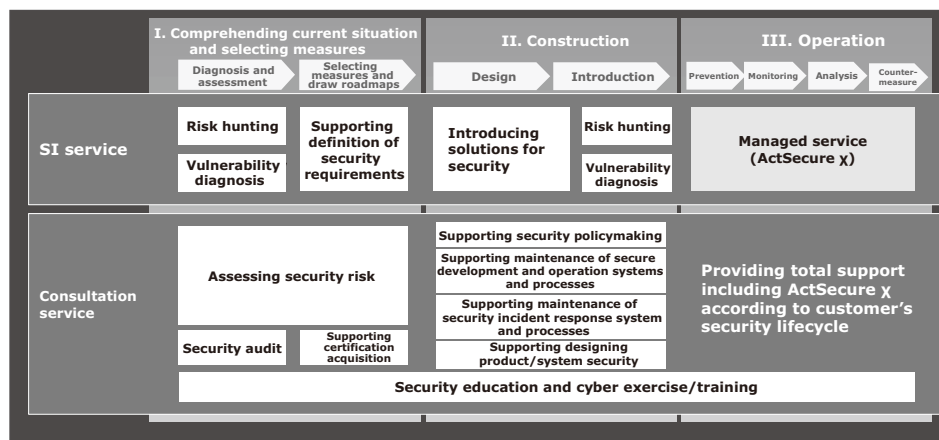 I. Comprehending current situation
and selecting measures
II. Construction
III. Operation
Diagnosis and
assessment
Selecting
measures and
draw roadmaps
Design
Introduction
Prevention
Monitoring
Analysis
Counter-
measure
SI service
Risk hunting
Vulnerability
diagnosis
Supporting
definition of
security
requirements
Introducing
solutions for
security
Risk hunting
Vulnerability
diagnosis
Managed service
(ActSecure χ)
Consultation
service
Assessing security risk
Security audit
Supporting
certification
acquisition
Supporting security policymaking
Supporting maintenance of secure
development and operation systems
and processes
Supporting maintenance of
security incident response system
and processes
Supporting designing
product/system security
Providing total support
including ActSecure χ
according to customer’s
security lifecycle
Security education and cyber exercise/training